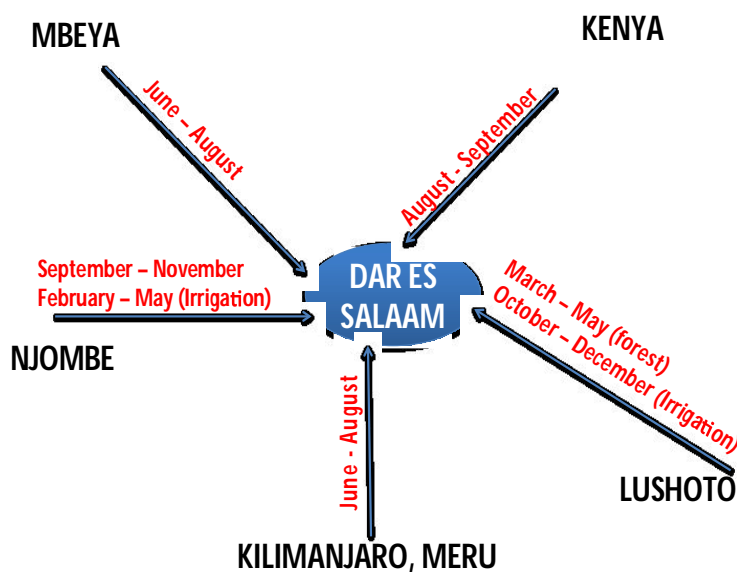 MBEYA
KENYA
June – August
August - September
DAR ES
SALAAM
September – November
February – May (Irrigation)
March – May (forest)
October – December (Irrigation)
NJOMBE
June - August
LUSHOTO
KILIMANJARO, MERU